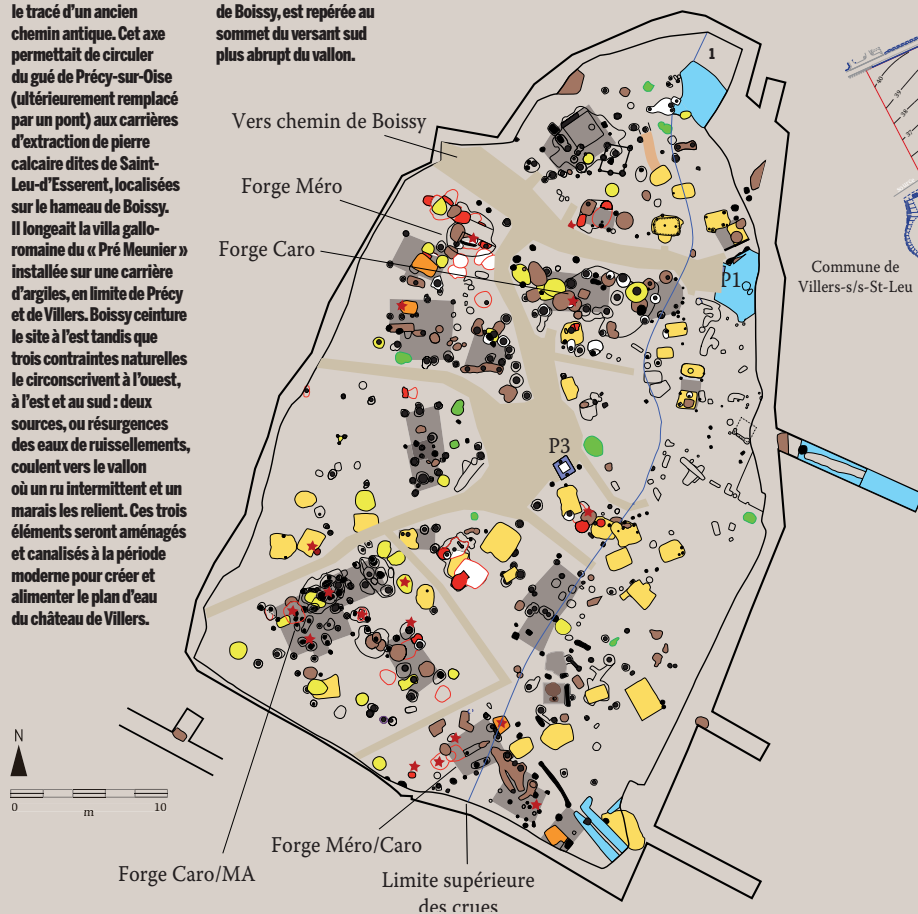 le tracé d'un ancien
chemin antique. Cet axe
permettait de circuler
du gué de Précy-sur-Oise
(ultérieurement remplacé
par un pont) aux carrières
d'extraction de pierre
calcaire dites de Saint-
Leu-d'Esserent, localisées
sur le hameau de Boissy.
Il longeait la villa gallo-
romaine du « Pré Meunier »
installée sur une carrière
d'argiles, en limite de Précy
et de Villers. Boissy ceinture
le site à l'est tandis que
trois contraintes naturelles
le circonscrivent à l'ouest,
à l'est et au sud : deux
sources, ou résurgences
des eaux de ruissellements,
coulent vers le vallon
où un ru intermittent et un
marais les relient. Ces trois
éléments seront aménagés
et canalisés à la période
moderne pour créer et
alimenter le plan d'eau
du château de Villers.
de Boissy, est repérée au
sommet du versant sud
plus abrupt du vallon.
1
Vers chemin de Boissy
Forge Méro
Forge Caro
P1
P3
40
39
38
37
Commune de
Villers-s/s-St-Leu
N
0 10
m
Forge Caro/MA
Forge Méro/Caro
Limite supérieure
des crues